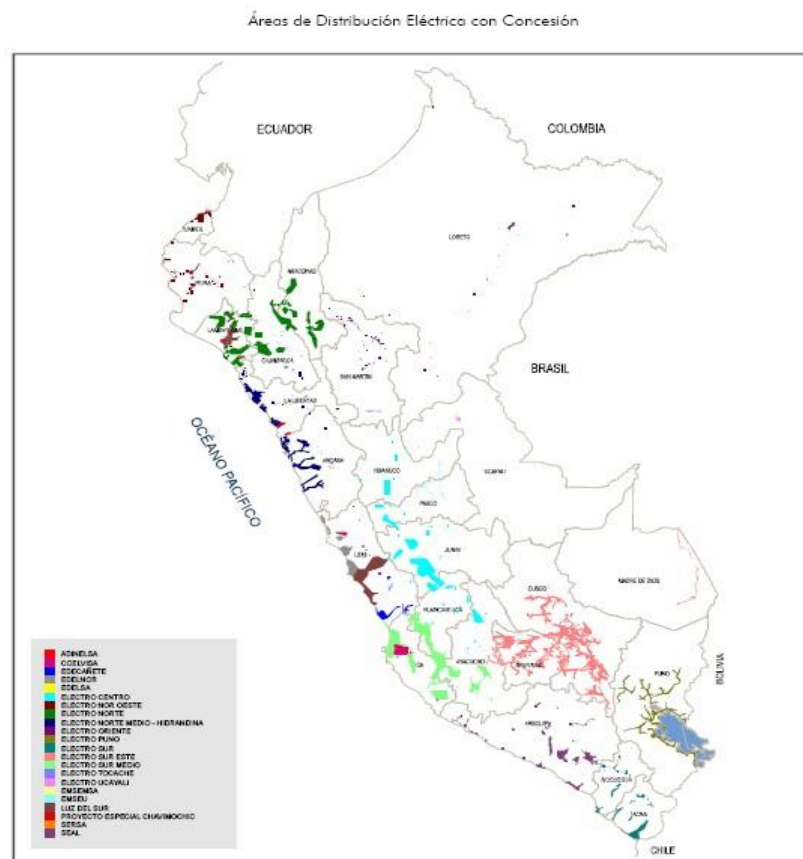 Áreas de Distribución Eléctrica con Concesión
ECUADOR
COLOMBIA
TUMBES
LORETO
PIURA
AMAZONAS
LAMBAYEQUE
CAJAMARCA
SAN MARTIN
BRASIL
LA LIBERTAD
OCÉANO PACÍFICO
ANCASH
HUANUCO
UCAYALI
PASCO
LIMA
JUNIN
MADRE DE DIOS
CUSCO
HUANCAVELICA
ICA
AYACUCHO
APURIMAC
PUNO
BOLIVIA
AREQUIPA
MOQUEGUA
TACNA
CHILE
ADINELSA
COELVISA
EDECAÑETE
EDELNOR
EDELSA
ELECTRO CENTRO
ELECTRO NOR OESTE
ELECTRO NORTE
ELECTRO NORTE MEDIO - HIDRANDINA
ELECTRO ORIENTE
ELECTRO PUNO
ELECTRO SUR
ELECTRO SUR ESTE
ELECTRO SUR MEDIO
ELECTRO TOCACHE
ELECTRO UCAYALI
EMSEMSA
EMSEU
LUZ DEL SUR
PROYECTO ESPECIAL CHAVIMOCHIC
SERSA
SEAL